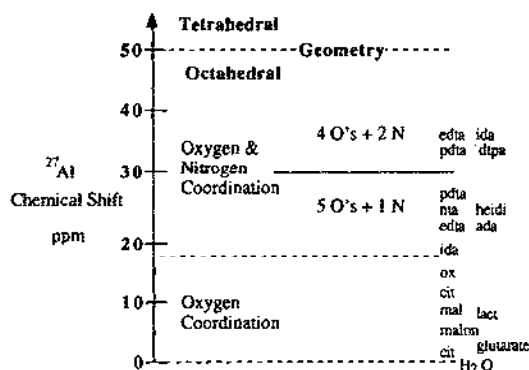 Tetrahedral
50
Geometry
Octahedral
40
4 O's + 2 N
edta ida
pdta dtpa
Oxygen &
Nitrogen
Coordination
30
27Al
Chemical Shift
ppm
5 O's + 1 N
pdta
nta heidi
edta ada
20
ida
ox
cit
10
Oxygen
Coordination
mal lact
malon
glutarate
cit
0
H2O